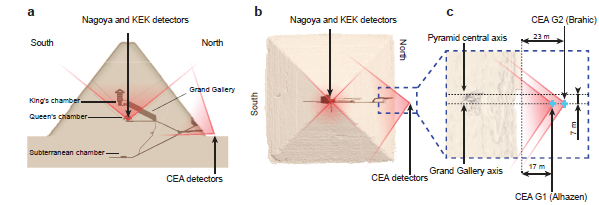 a
Nagoya and KEK detectors
South
North
Grand Gallery
King's chamber
Queen's chamber
Subterranean chamber
CEA detectors
b
Nagoya and KEK detectors
North
South
CEA detectors
c
CEA G2 (Brahic)
23 m
Pyramid central axis
7 m
Grand Gallery axis
17 m
CEA G1 (Alhazen)